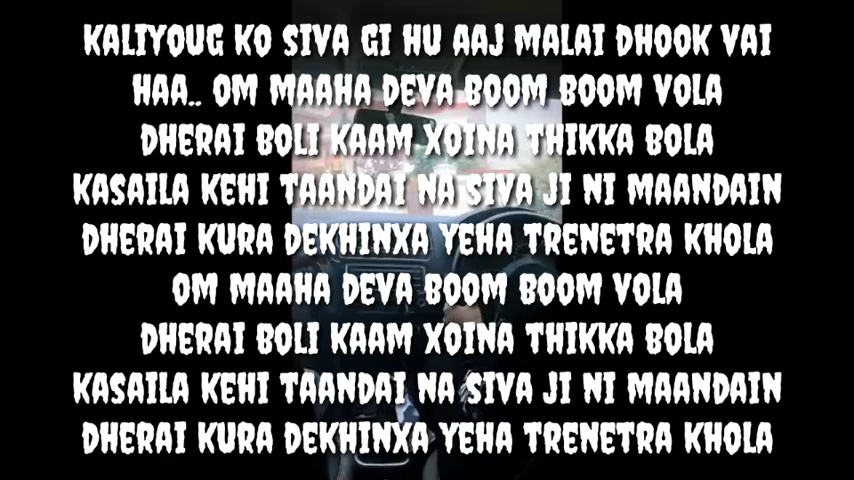 KALIYOUG KO SIVA GI HU AAJ MALAI DHOOK VAI
HAA.. OM MAAHA DEVA BOOM BOOM VOLA
DHERAI BOLI KAAM XOINA THIKKA BOLA
KASAILA KEHI TAANDAI NA SIVA JI NI MAANDAIN
DHERAI KURA DEKHINXA YEHA TRENETRA KHOLA
OM MAAHA DEVA BOOM BOOM VOLA
DHERAI BOLI KAAM XOINA THIKKA BOLA
KASAILA KEHI TAANDAI NA SIVA JI NI MAANDAIN
DHERAI KURA DEKHINXA YEHA TRENETRA KHOLA